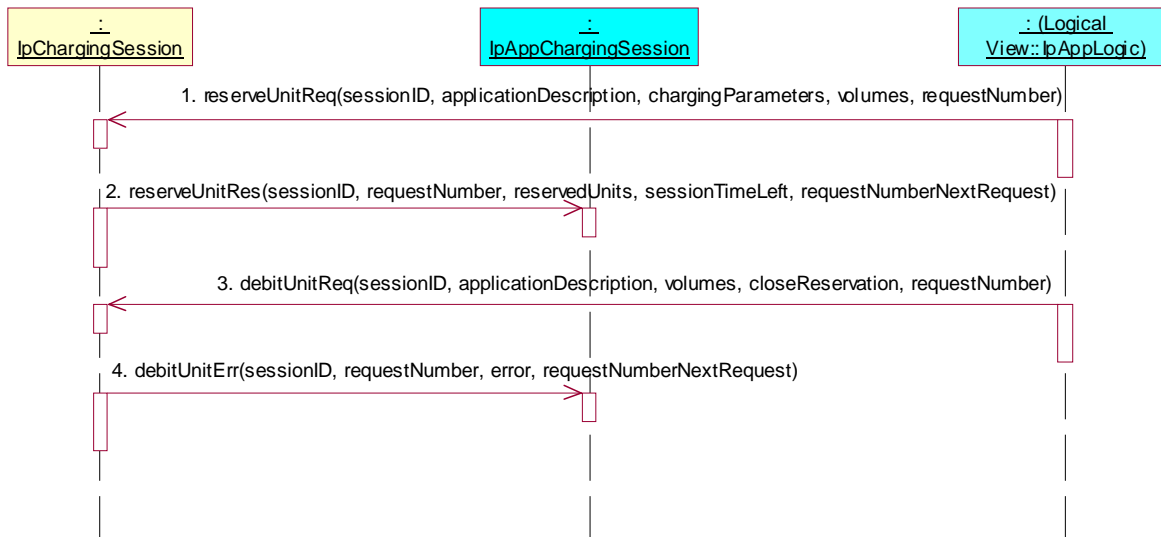 :
IpChargingSession
:
IpAppChargingSession
: (Logical
View::IpAppLogic)
1. reserveUnitReq(sessionID, applicationDescription, chargingParameters, volumes, requestNumber)
2. reserveUnitRes(sessionID, requestNumber, reservedUnits, sessionTimeLeft, requestNumberNextRequest)
3. debitUnitReq(sessionID, applicationDescription, volumes, closeReservation, requestNumber)
4. debitUnitErr(sessionID, requestNumber, error, requestNumberNextRequest)